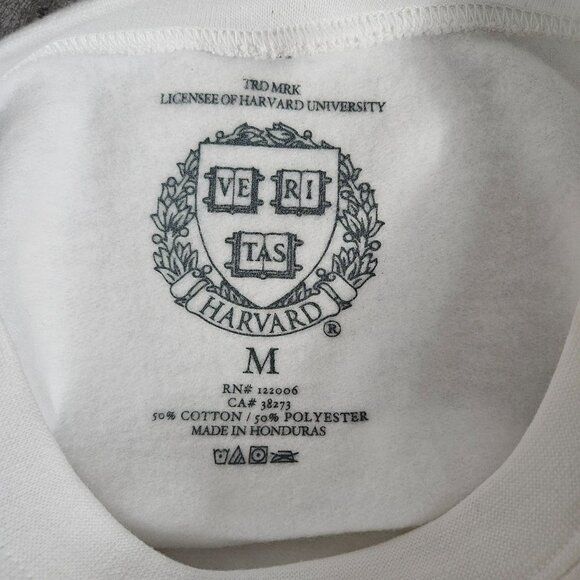 TRD MRK
LICENSEE OF HARVARD UNIVERSITY
VE RI
TAS
HARVARD ®
M
RN# 122006
CA# 38273
50% COTTON / 50% POLYESTER
MADE IN HONDURAS